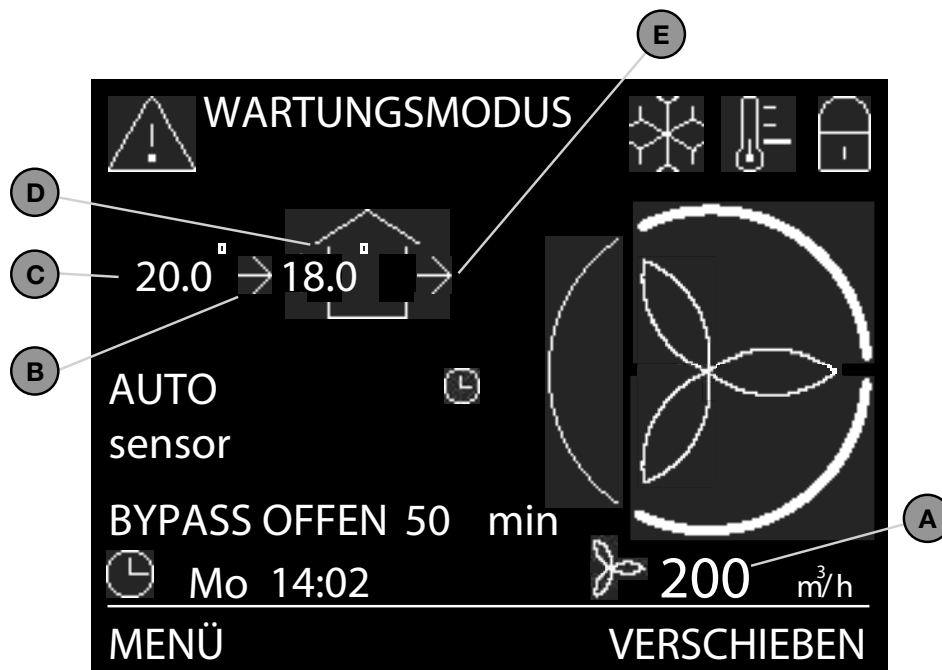 E
WARTUNGSMODUS
D
C
20.0° 18.0°
B
AUTO
sensor
BYPASS OFFEN 50 min
A
Mo 14:02 200 m³/h
MENÜ VERSCHIEBEN